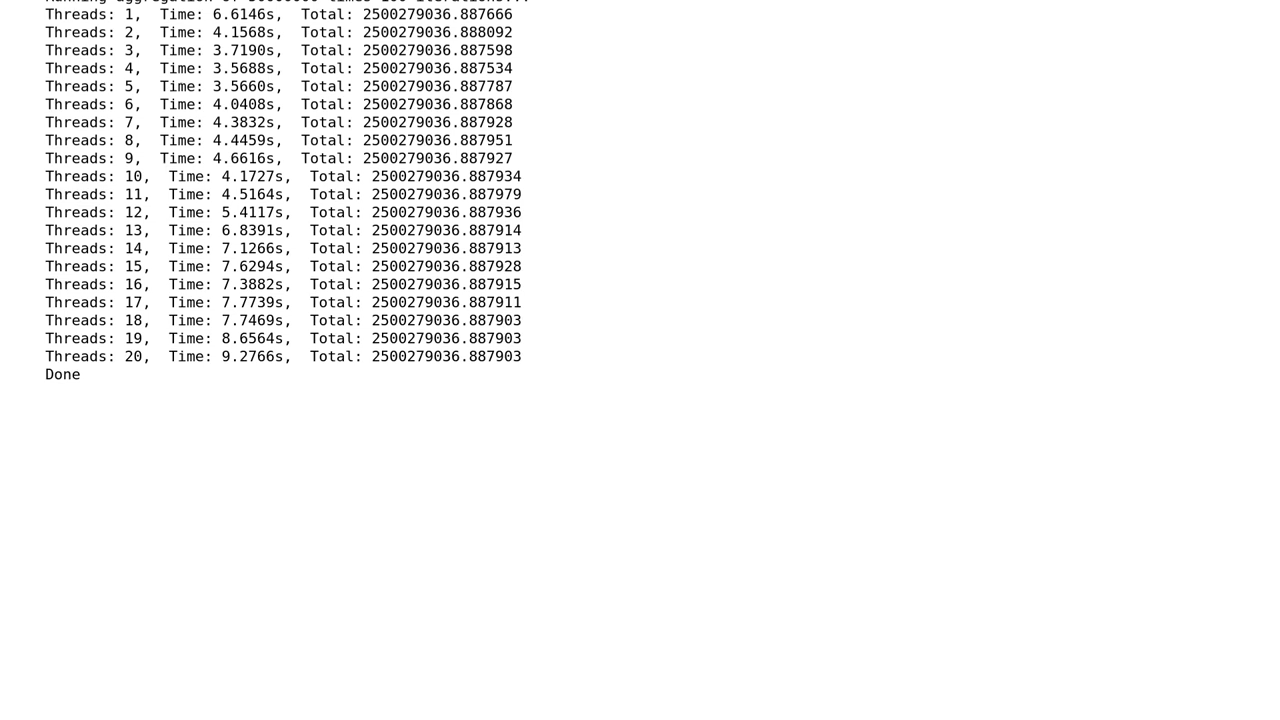 Threads: 1,  Time: 6.6146s,  Total: 2500279036.887666
Threads: 2,  Time: 4.1568s,  Total: 2500279036.888092
Threads: 3,  Time: 3.7190s,  Total: 2500279036.887598
Threads: 4,  Time: 3.5688s,  Total: 2500279036.887534
Threads: 5,  Time: 3.5660s,  Total: 2500279036.887787
Threads: 6,  Time: 4.0408s,  Total: 2500279036.887868
Threads: 7,  Time: 4.3832s,  Total: 2500279036.887928
Threads: 8,  Time: 4.4459s,  Total: 2500279036.887951
Threads: 9,  Time: 4.6616s,  Total: 2500279036.887927
Threads: 10,  Time: 4.1727s,  Total: 2500279036.887934
Threads: 11,  Time: 4.5164s,  Total: 2500279036.887979
Threads: 12,  Time: 5.4117s,  Total: 2500279036.887936
Threads: 13,  Time: 6.8391s,  Total: 2500279036.887914
Threads: 14,  Time: 7.1266s,  Total: 2500279036.887913
Threads: 15,  Time: 7.6294s,  Total: 2500279036.887928
Threads: 16,  Time: 7.3882s,  Total: 2500279036.887915
Threads: 17,  Time: 7.7739s,  Total: 2500279036.887911
Threads: 18,  Time: 7.7469s,  Total: 2500279036.887903
Threads: 19,  Time: 8.6564s,  Total: 2500279036.887903
Threads: 20,  Time: 9.2766s,  Total: 2500279036.887903
Done